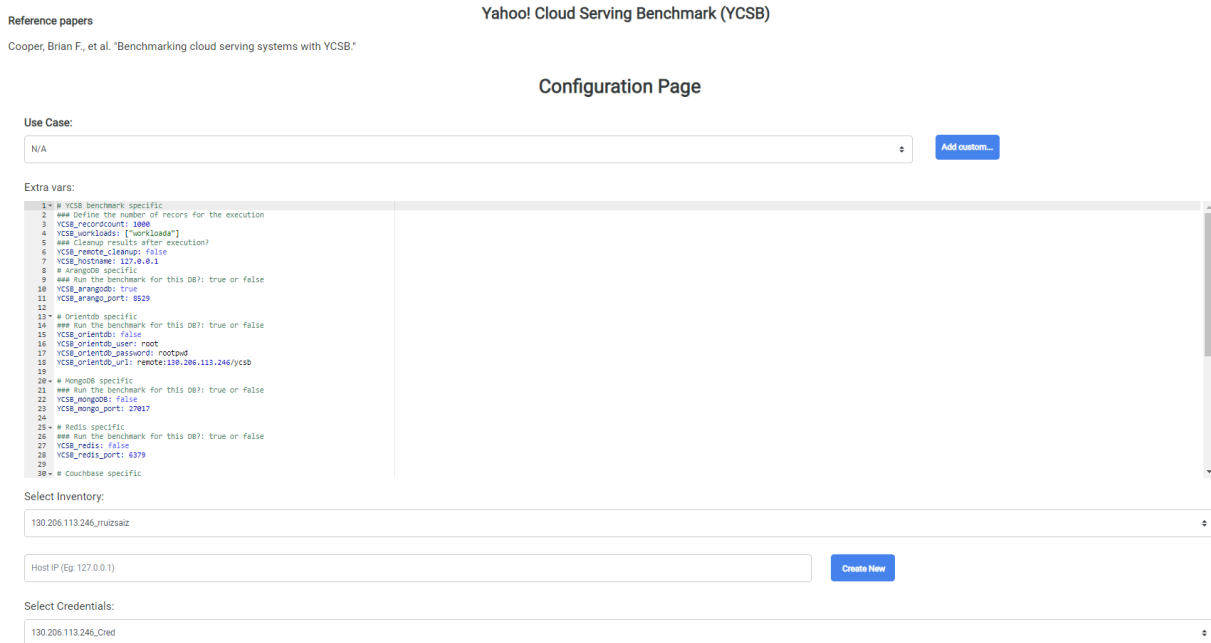 Yahoo! Cloud Serving Benchmark (YCSB)
Reference papers
Cooper, Brian F., et al. "Benchmarking cloud serving systems with YCSB."
Configuration Page
Use Case:
N/A
Add custom...
Extra vars:
1 # YCSB benchmark specific
2 ### Define the number of recors for the execution
3 YCSB_recordcount: 1000
4 YCSB_workloads: ["workloada"]
5 ### Cleanup results after execution?
6 YCSB_remote_cleanup: false
7 YCSB_hostname: 127.0.0.1
8 # ArangoDB specific
9 ### Run the benchmark for this DB?: true or false
10 YCSB_arangodb: true
11 YCSB_arango_port: 8529
12
13 # Orientdb specific
14 ### Run the benchmark for this DB?: true or false
15 YCSB_orientdb: false
16 YCSB_orientdb_user: root
17 YCSB_orientdb_password: rootpwd
18 YCSB_orientdb_url: remote:130.206.113.246/ycsb
19
20 # MongoDB specific
21 ### Run the benchmark for this DB?: true or false
22 YCSB_mongoDB: false
23 YCSB_mongo_port: 27017
24
25 # Redis specific
26 ### Run the benchmark for this DB?: true or false
27 YCSB_redis: false
28 YCSB_redis_port: 6379
29
30 # Couchbase specific
Select Inventory:
130.206.113.246_rruizsaiz
Host IP (Eg: 127.0.0.1)
Create New
Select Credentials:
130.206.113.246_Cred